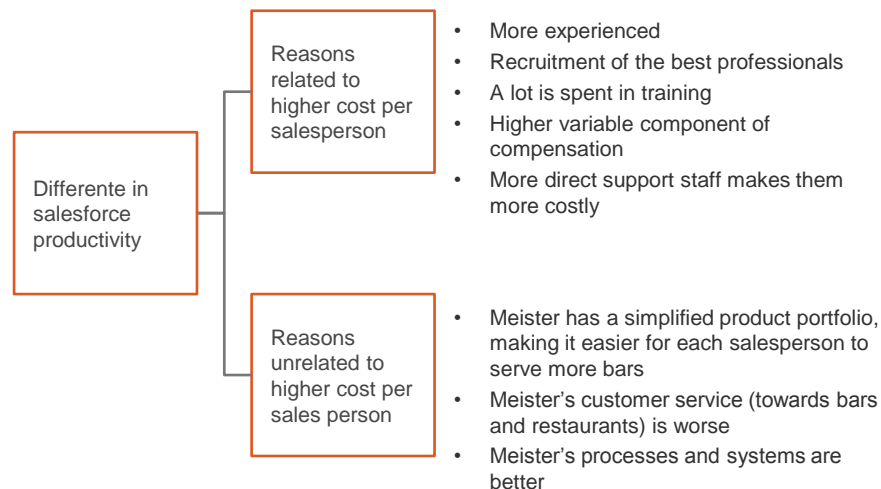 Differente in
salesforce
productivity
Reasons
related to
higher cost per
salesperson
• More experienced
• Recruitment of the best professionals
• A lot is spent in training
• Higher variable component of
compensation
• More direct support staff makes them
more costly
Reasons
unrelated to
higher cost per
sales person
• Meister has a simplified product portfolio,
making it easier for each salesperson to
serve more bars
• Meister’s customer service (towards bars
and restaurants) is worse
• Meister’s processes and systems are
better